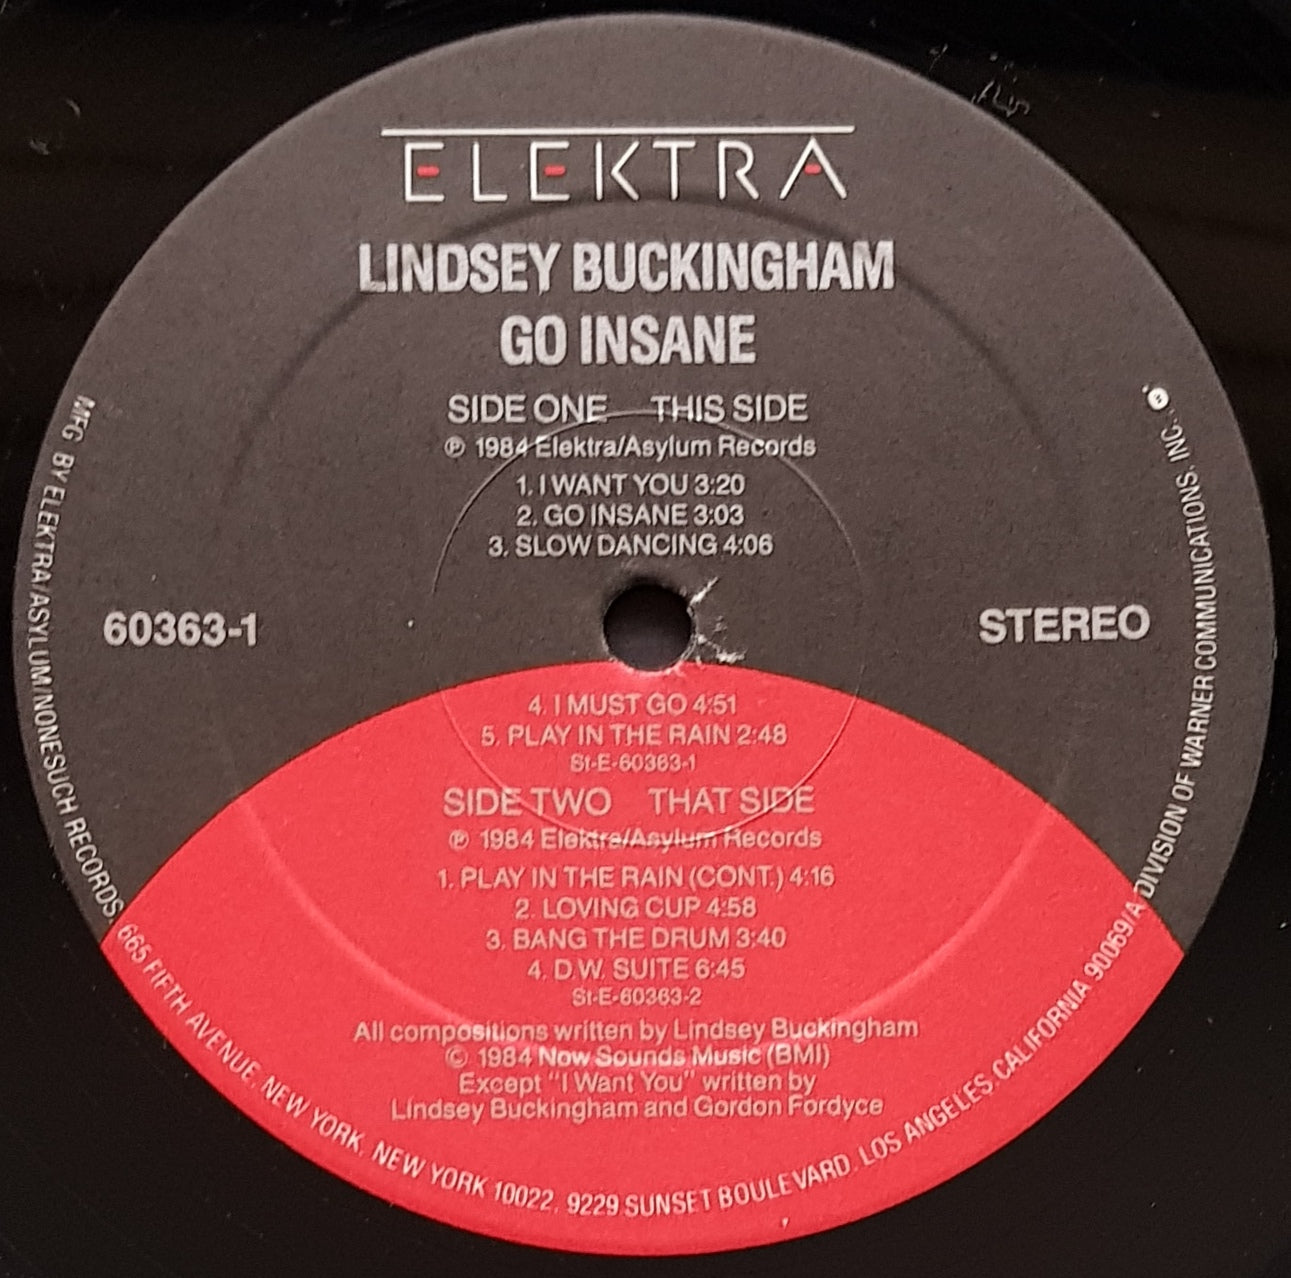 ELEKTRA
LINDSEY BUCKINGHAM
GO INSANE
SIDE ONE THIS SIDE
℗ 1984 Elektra/Asylum Records
1. I WANT YOU 3:20
2. GO INSANE 3:03
3. SLOW DANCING 4:06
60363-1
STEREO
4. I MUST GO 4:51
5. PLAY IN THE RAIN 2:48
St-E-60363-1
SIDE TWO THAT SIDE
℗ 1984 Elektra/Asylum Records
1. PLAY IN THE RAIN (CONT.) 4:16
2. LOVING CUP 4:58
3. BANG THE DRUM 3:40
4. D.W. SUITE 6:45
St-E-60363-2
All compositions written by Lindsey Buckingham
© 1984 Now Sounds Music (BMI)
Except "I Want You" written by
Lindsey Buckingham and Gordon Fordyce
MFG BY ELEKTRA/ASYLUM/NONESUCH RECORDS, 665 FIFTH AVENUE, NEW YORK, NEW YORK 10022, 9229 SUNSET BOULEVARD, LOS ANGELES, CALIFORNIA 90069/A DIVISION OF WARNER COMMUNICATIONS, INC.